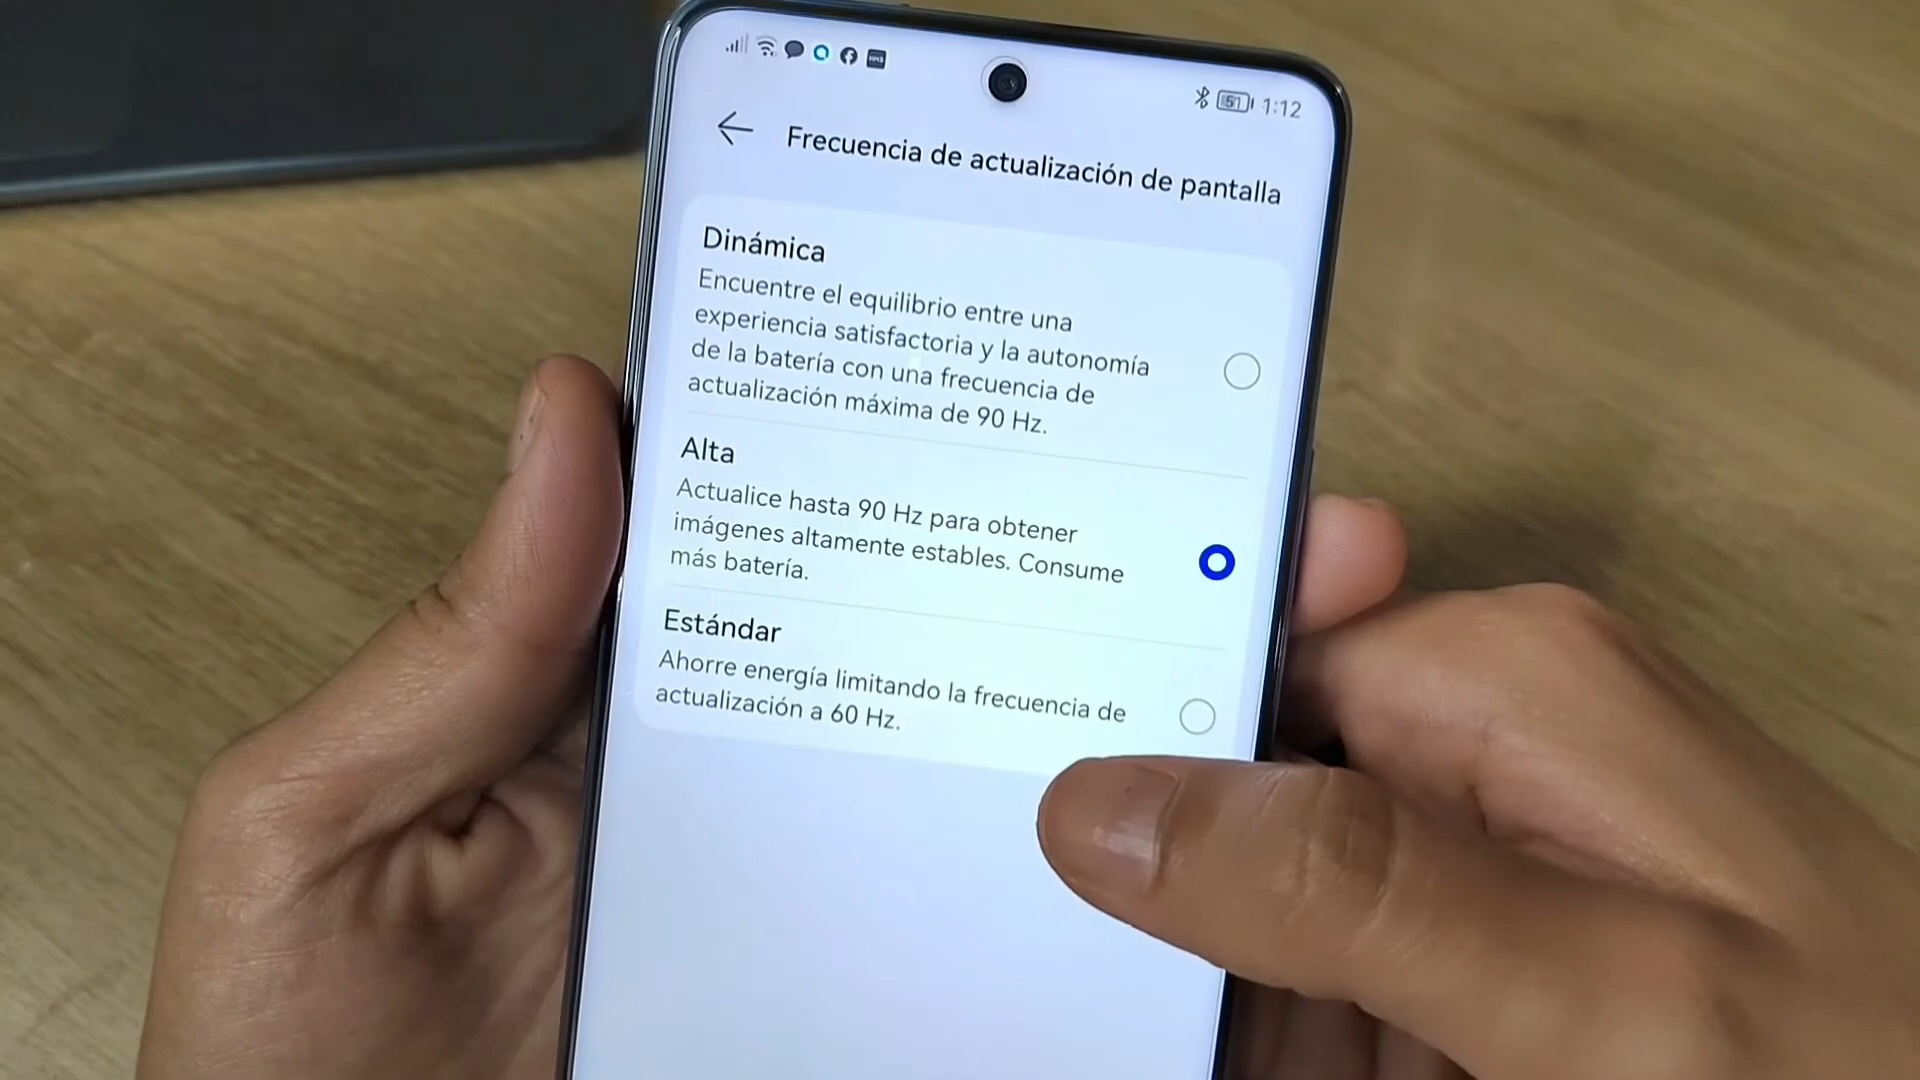 51 1:12
Frecuencia de actualización de pantalla
Dinámica
Encuentre el equilibrio entre una
experiencia satisfactoria y la autonomía
de la batería con una frecuencia de
actualización máxima de 90 Hz.
Alta
Actualice hasta 90 Hz para obtener
imágenes altamente estables. Consume
más batería.
Estándar
Ahorre energía limitando la frecuencia de
actualización a 60 Hz.